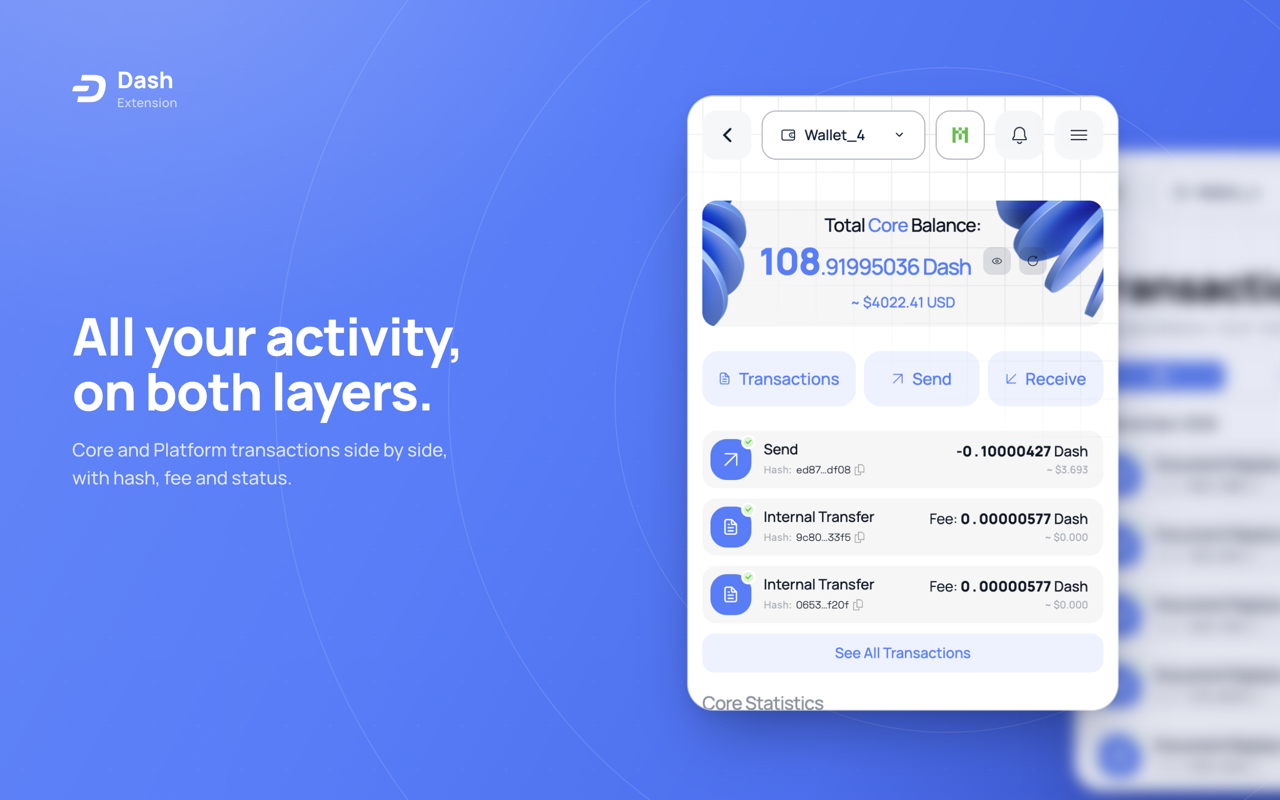 Dash
Extension
All your activity,
on both layers.
Core and Platform transactions side by side,
with hash, fee and status.
Wallet_4
Total Core Balance:
108.91995036 Dash
~ $4022.41 USD
Transactions
Send
Receive
Send
-0.10000427 Dash
Hash: ed87...df08
~ $3.693
Internal Transfer
Fee: 0.00000577 Dash
Hash: 9c80...33f5
~ $0.000
Internal Transfer
Fee: 0.00000577 Dash
Hash: 0653...f20f
~ $0.000
See All Transactions
Core Statistics